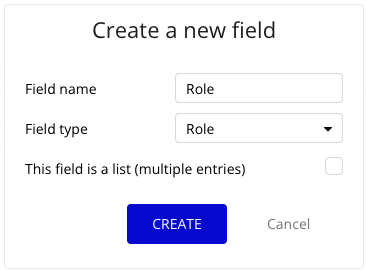 Create a new field
Field name
Role
Field type
Role
This field is a list (multiple entries)
CREATE
Cancel